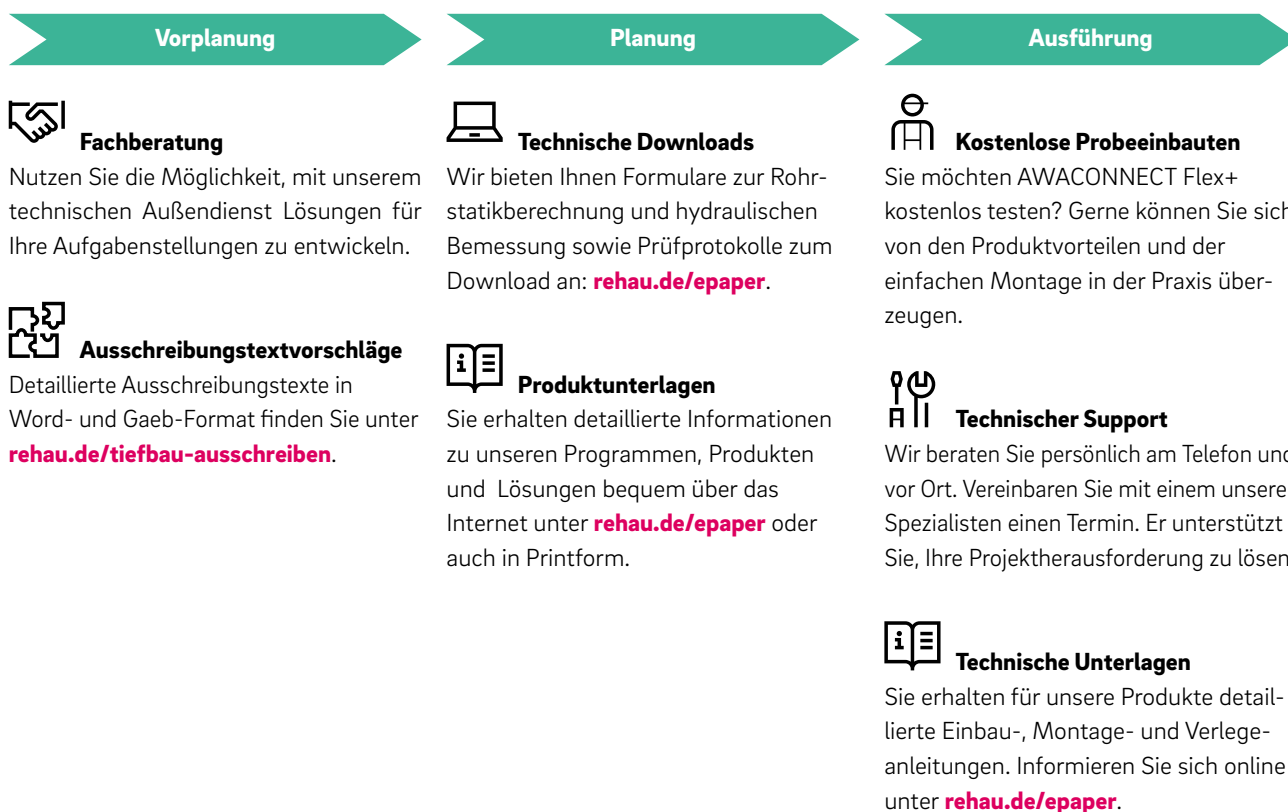 Vorplanung
Fachberatung
Nutzen Sie die Möglichkeit, mit unserem
technischen Außendienst Lösungen für
Ihre Aufgabenstellungen zu entwickeln.
Ausschreibungstextvorschläge
Detaillierte Ausschreibungstexte in
Word- und Gaeb-Format finden Sie unter
rehau.de/tiefbau-ausschreiben.
Planung
Technische Downloads
Wir bieten Ihnen Formulare zur Rohr-
statikberechnung und hydraulischen
Bemessung sowie Prüfprotokolle zum
Download an: rehau.de/epaper.
Produktunterlagen
Sie erhalten detaillierte Informationen
zu unseren Programmen, Produkten
und Lösungen bequem über das
Internet unter rehau.de/epaper oder
auch in Printform.
Ausführung
Kostenlose Probeeinbauten
Sie möchten AWACONNECT Flex+
kostenlos testen? Gerne können Sie sich
von den Produktvorteilen und der
einfachen Montage in der Praxis über-
zeugen.
Technischer Support
Wir beraten Sie persönlich am Telefon und
vor Ort. Vereinbaren Sie mit einem unsere
Spezialisten einen Termin. Er unterstützt
Sie, Ihre Projektherausforderung zu lösen
Technische Unterlagen
Sie erhalten für unsere Produkte detail-
lierte Einbau-, Montage- und Verlege-
anleitungen. Informieren Sie sich online
unter rehau.de/epaper.